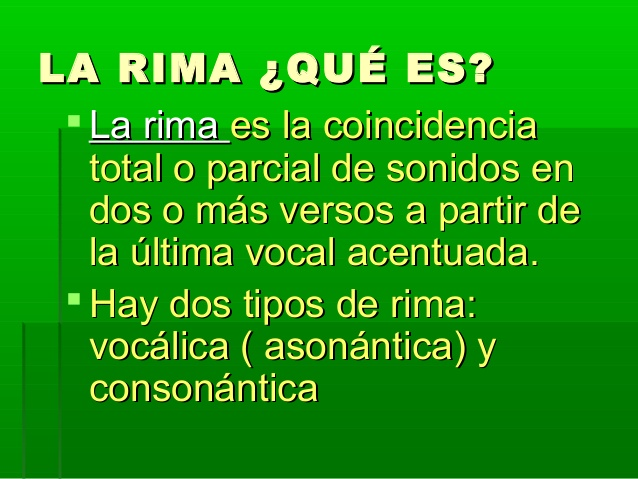 LA RIMA ¿QUÉ ES?
La rima es la coincidencia
total o parcial de sonidos en
dos o más versos a partir de
la última vocal acentuada.
Hay dos tipos de rima:
vocálica ( asonántica) y
consonántica